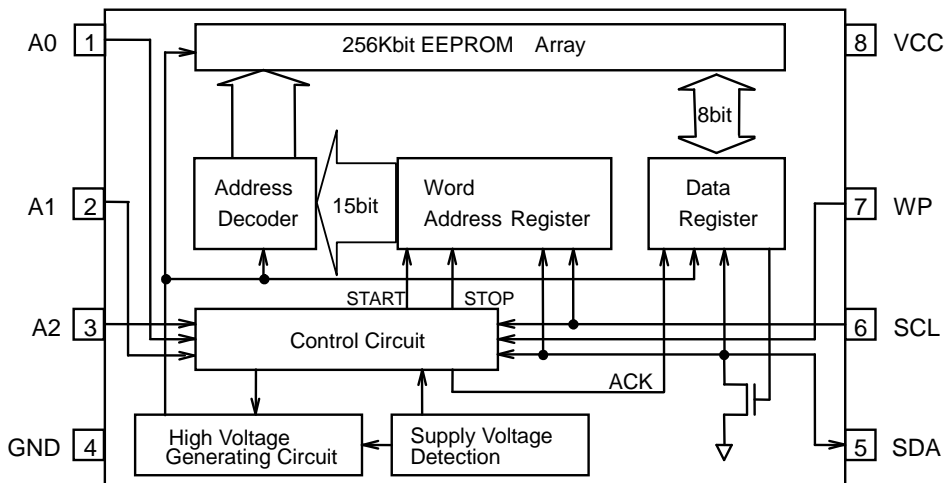 A0 1
256Kbit EEPROM Array
8 VCC
8bit
A1 2
Address
Decoder
15bit
Word
Address Register
Data
Register
7 WP
START
STOP
A2 3
Control Circuit
6 SCL
ACK
GND 4
High Voltage
Generating Circuit
Supply Voltage
Detection
5 SDA